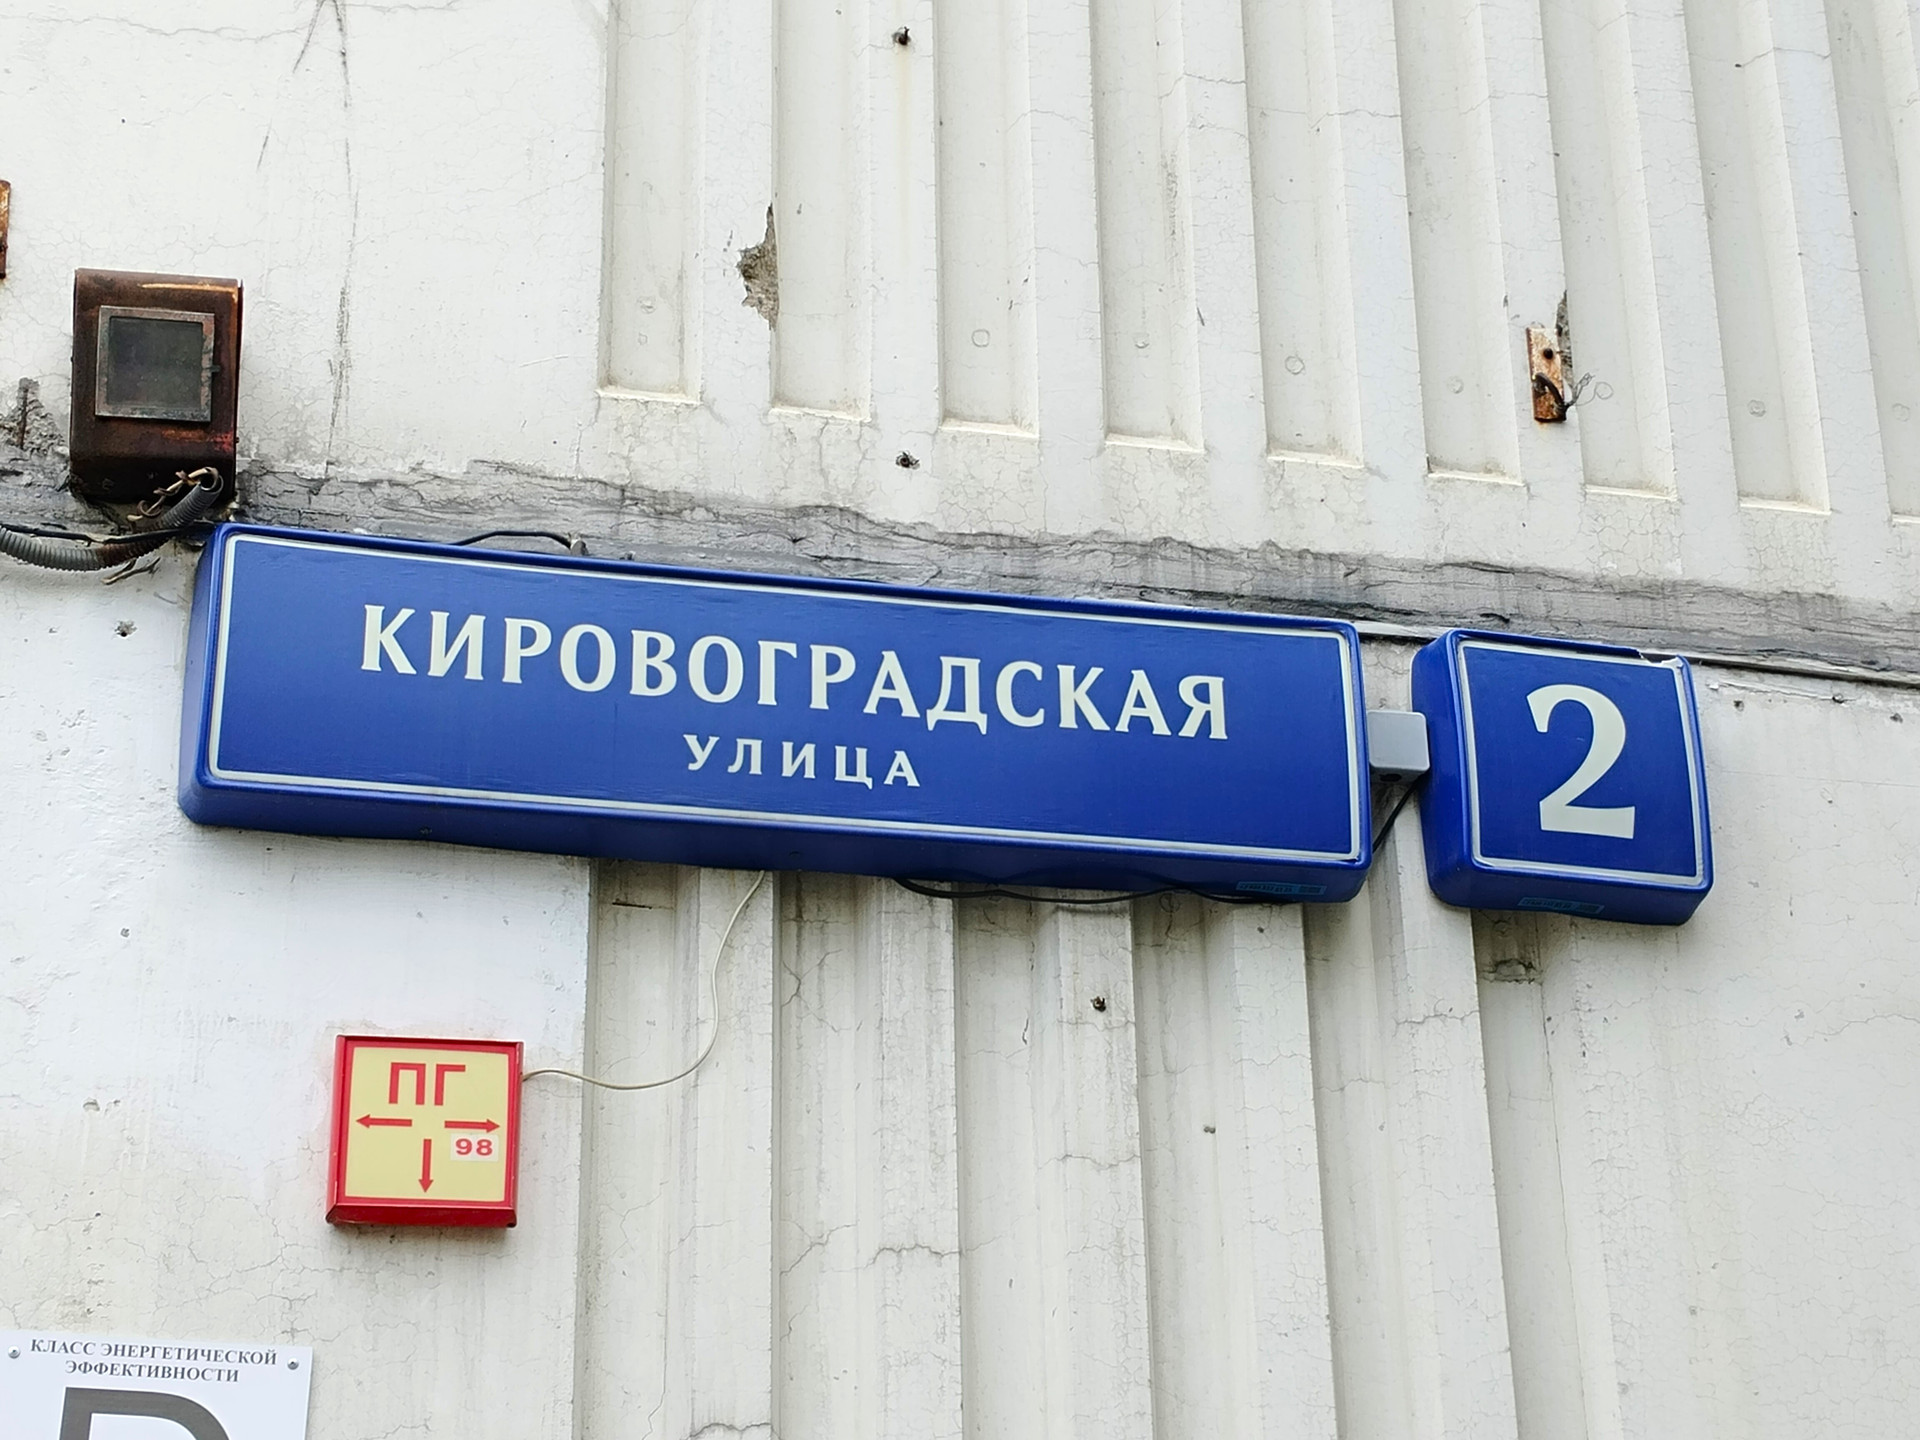 КИРОВОГРАДСКАЯ
УЛИЦА
2
ПГ
98
КЛАСС ЭНЕРГЕТИЧЕСКОЙ
ЭФФЕКТИВНОСТИ